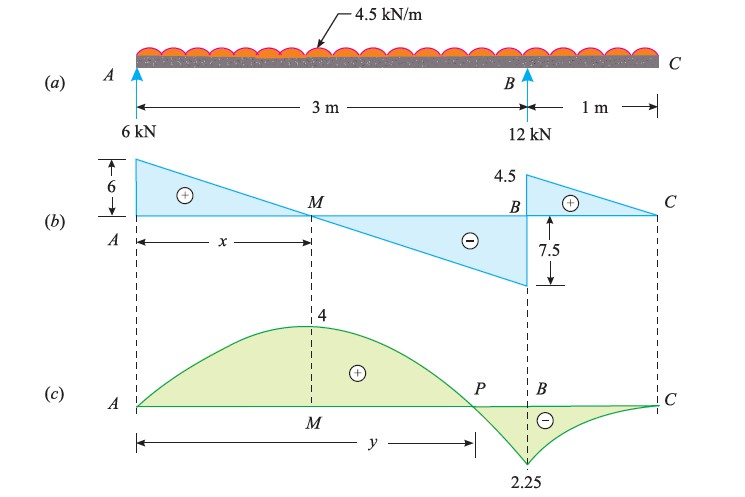 4.5 kN/m
(a) A B C
3 m 1 m
6 kN 12 kN
6 + M 4.5 B + C
(b) A x − 7.5
4
+
(c) A P B C
M −
y
2.25